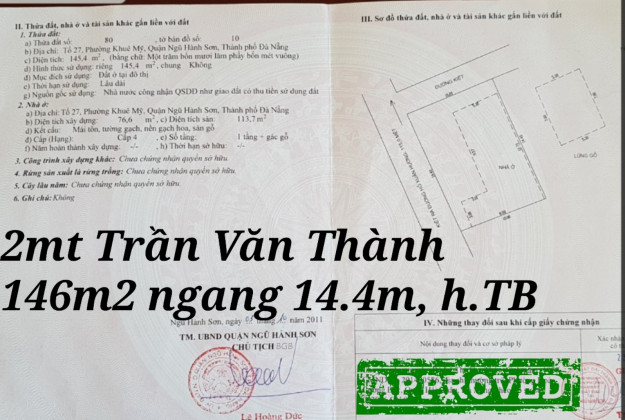 II. Thửa đất, nhà ở và tài sản khác gắn liền với đất
1. Thửa đất:
a) Thửa đất số: 80 , tờ bản đồ số: 10
b) Địa chỉ: Tổ 27, Phường Khuê Mỹ, Quận Ngũ Hành Sơn, Thành phố Đà Nẵng
c) Diện tích: 145,4 m², (bằng chữ: Một trăm bốn mươi lăm phẩy bốn mét vuông)
d) Hình thức sử dụng: riêng 145,4 m², chung Không
đ) Mục đích sử dụng: Đất ở tại đô thị
e) Thời hạn sử dụng: Lâu dài
g) Nguồn gốc sử dụng: Nhà nước công nhận QSDĐ như giao đất có thu tiền sử dụng đất
2. Nhà ở:
a) Địa chỉ: Tổ 27, Phường Khuê Mỹ, Quận Ngũ Hành Sơn, Thành phố Đà Nẵng
b) Diện tích xây dựng: 76,6 m², c) Diện tích sàn: 113,7 m²
d) Kết cấu: Mái tôn, tường gạch, nền gạch hoa, sàn gỗ
đ) Cấp (Hạng): Cấp 4 , e) Số tầng: 1 tầng + gác gỗ
f) Năm hoàn thành xây dựng: -/- , h) Thời hạn sở hữu: -/-
3. Công trình xây dựng khác: Chưa chứng nhận quyền sở hữu
4. Rừng sản xuất là rừng trồng: Chưa chứng nhận quyền sở hữu
5. Cây lâu năm: Chưa chứng nhận quyền sở hữu
6. Ghi chú: Không
2mt Trần Văn Thành
146m2 ngang 14.4m, h.TB
Ngũ Hành Sơn, ngày tháng năm 2011
TM. UBND QUẬN NGŨ HÀNH SƠN
CHỦ TỊCH
Lê Hoàng Đức
III. Sơ đồ thửa đất, nhà ở và tài sản khác gắn liền với đất
ĐƯỜNG KIỆT
NHÀ Ở
LỬNG GỖ
IV. Những thay đổi sau khi cấp giấy chứng nhận
Nội dung thay đổi và cơ sở pháp lý
APPROVED